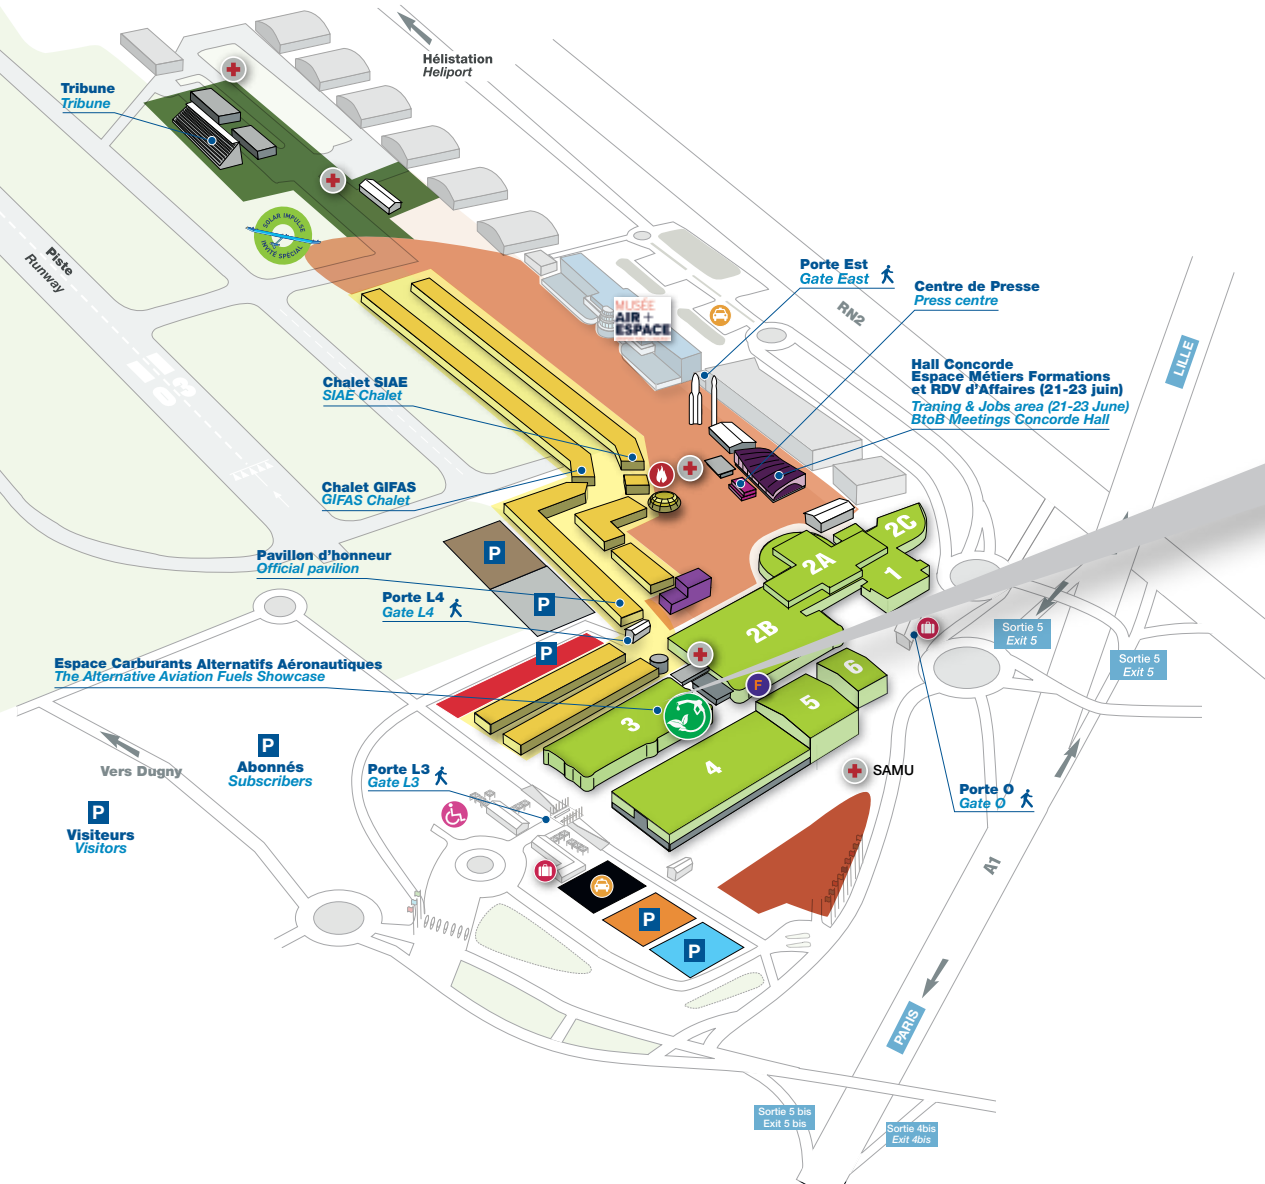 Hélistation
Heliport
Tribune
Tribune
SOLAR IMPULSE
INVITÉ SPÉCIAL
Piste
Runway
Porte Est
Gate East
Centre de Presse
Press centre
MUSÉE
AIR +
ESPACE
RN2
LILLE
Hall Concorde
Espace Métiers Formations
et RDV d'Affaires (21-23 juin)
Traning & Jobs area (21-23 June)
BtoB Meetings Concorde Hall
Chalet SIAE
SIAE Chalet
Chalet GIFAS
GIFAS Chalet
2C
2A
1
P
Pavillon d'honneur
Official pavilion
Porte L4
Gate L4
P
2B
Sortie 5
Exit 5
Sortie 5
Exit 5
P
Espace Carburants Alternatifs Aéronautiques
The Alternative Aviation Fuels Showcase
6
F
5
3
4
P
Vers Dugny
Abonnés
Subscribers
Porte L3
Gate L3
SAMU
P
Visiteurs
Visitors
Porte O
Gate O
A1
P
P
PARIS
Sortie 5 bis
Exit 5 bis
Sortie 4bis
Exit 4bis